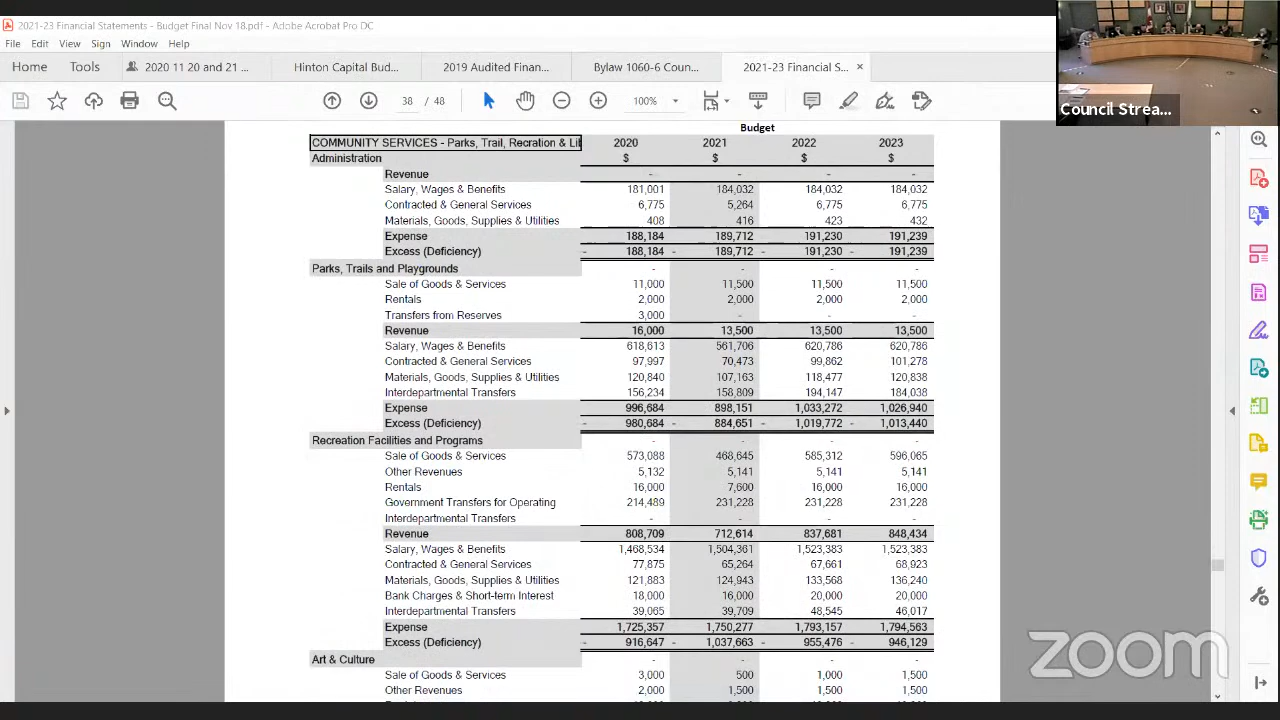 2021-23 Financial Statements - Budget Final Nov 18.pdf - Adobe Acrobat Pro DC
File Edit View Sign Window Help
Home Tools 2020 11 20 and 21 ... Hinton Capital Bud... 2019 Audited Finan... Bylaw 1060-6 Coun... 2021-23 Financial S... ×
38 / 48 100%
Council Strea...
Budget
COMMUNITY SERVICES - Parks, Trail, Recration & Li 2020 2021 2022 2023
Administration $ $ $ $
Revenue - - - -
Salary, Wages & Benefits 181,001 184,032 184,032 184,032
Contracted & General Services 6,775 5,264 6,775 6,775
Materials, Goods, Supplies & Utilities 408 416 423 432
Expense 188,184 189,712 191,230 191,239
Excess (Deficiency) - 188,184 - 189,712 - 191,230 - 191,239
Parks, Trails and Playgrounds - - - -
Sale of Goods & Services 11,000 11,500 11,500 11,500
Rentals 2,000 2,000 2,000 2,000
Transfers from Reserves 3,000 - - -
Revenue 16,000 13,500 13,500 13,500
Salary, Wages & Benefits 618,613 561,706 620,786 620,786
Contracted & General Services 97,997 70,473 99,862 101,278
Materials, Goods, Supplies & Utilities 120,840 107,163 118,477 120,838
Interdepartmental Transfers 156,234 158,809 194,147 184,038
Expense 996,684 898,151 1,033,272 1,026,940
Excess (Deficiency) - 980,684 - 884,651 - 1,019,772 - 1,013,440
Recreation Facilities and Programs - - - -
Sale of Goods & Services 573,088 468,645 585,312 596,065
Other Revenues 5,132 5,141 5,141 5,141
Rentals 16,000 7,600 16,000 16,000
Government Transfers for Operating 214,489 231,228 231,228 231,228
Interdepartmental Transfers - - - -
Revenue 808,709 712,614 837,681 848,434
Salary, Wages & Benefits 1,468,534 1,504,361 1,523,383 1,523,383
Contracted & General Services 77,875 65,264 67,661 68,923
Materials, Goods, Supplies & Utilities 121,883 124,943 133,568 136,240
Bank Charges & Short-term Interest 18,000 16,000 20,000 20,000
Interdepartmental Transfers 39,065 39,709 48,545 46,017
Expense 1,725,357 1,750,277 1,793,157 1,794,563
Excess (Deficiency) - 916,647 - 1,037,663 - 955,476 - 946,129
Art & Culture - - - -
Sale of Goods & Services 3,000 500 1,000 1,500
Other Revenues 2,000 1,500 1,500 1,500
zoom